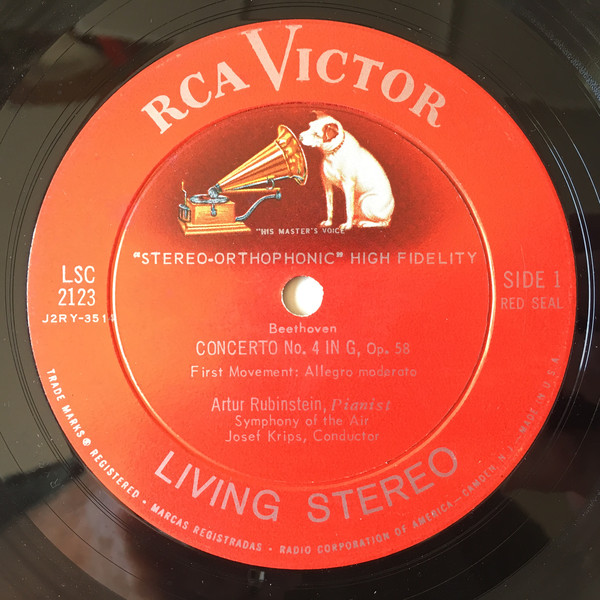 RCA VICTOR
"HIS MASTER'S VOICE"
"STEREO-ORTHOPHONIC" HIGH FIDELITY
LSC
2123
J2RY-3514
SIDE 1
RED SEAL
Beethoven
CONCERTO No. 4 IN G, Op. 58
First Movement: Allegro moderato
Artur Rubinstein, Pianist
Symphony of the Air
Josef Krips, Conductor
LIVING STEREO
TRADE MARKS ® REGISTERED • MARCAS REGISTRADAS • RADIO CORPORATION OF AMERICA—CAMDEN, N. J.—MADE IN U.S.A.